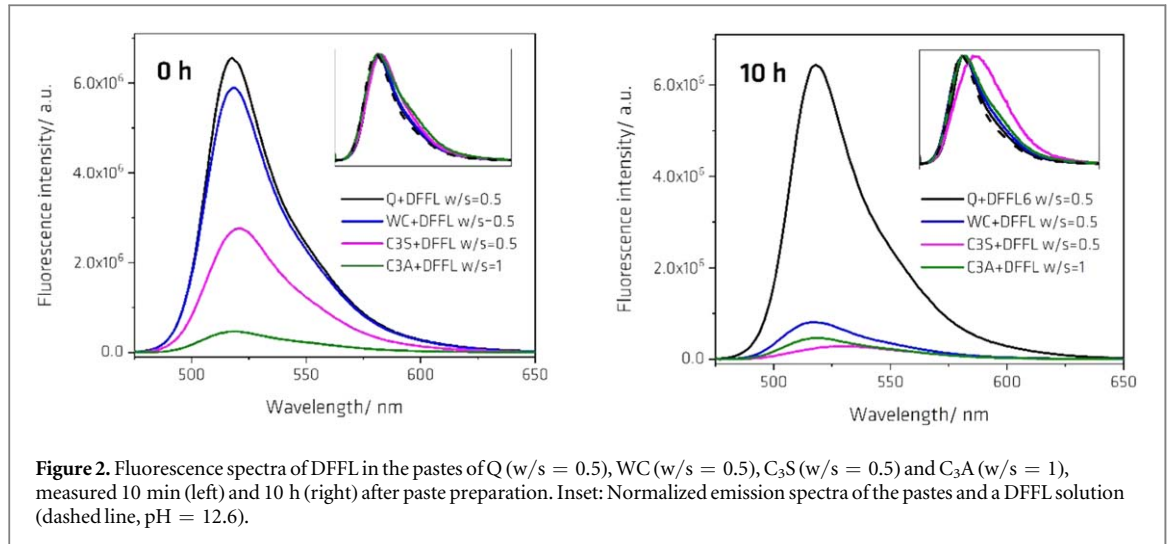 0 h
6.0x10⁶
4.0x10⁶
2.0x10⁶
0.0
Fluorescence intensity/ a.u.
Q+DFFL w/s=0.5
WC+DFFL w/s=0.5
C3S+DFFL w/s=0.5
C3A+DFFL w/s=1
500
550
600
650
Wavelength/ nm
10 h
6.0x10⁵
4.0x10⁵
2.0x10⁵
0.0
Fluorescence intensity/ a.u.
Q+DFFL6 w/s=0.5
WC+DFFL w/s=0.5
C3S+DFFL w/s=0.5
C3A+DFFL w/s=1
500
550
600
650
Wavelength/ nm
Figure 2. Fluorescence spectra of DFFL in the pastes of Q (w/s = 0.5), WC (w/s = 0.5), C₃S (w/s = 0.5) and C₃A (w/s = 1),
measured 10 min (left) and 10 h (right) after paste preparation. Inset: Normalized emission spectra of the pastes and a DFFL solution
(dashed line, pH = 12.6).